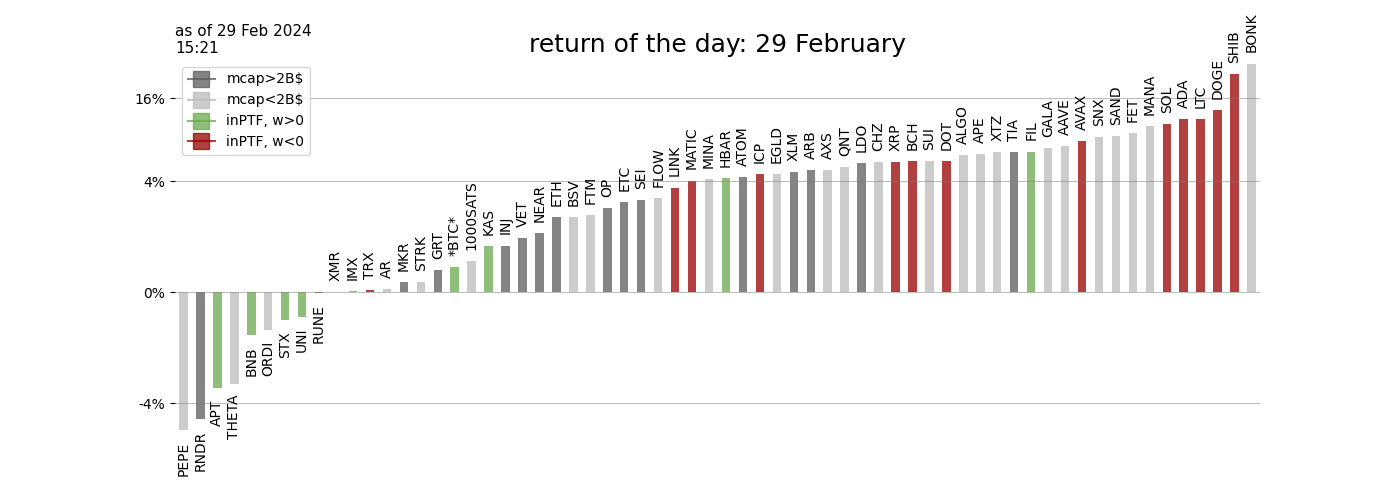 as of 29 Feb 2024
15:21
return of the day: 29 February
mcap>2B$
mcap<2B$
inPTF, w>0
inPTF, w<0
16%
4%
0%
-4%
PEPE
RNDR
APT
THETA
BNB
ORDI
STX
UNI
RUNE
XMR
IMX
TRX
AR
MKR
STRK
GRT
*BTC*
1000SATS
KAS
INJ
VET
NEAR
ETH
BSV
FTM
OP
ETC
SEI
FLOW
LINK
MATIC
MINA
HBAR
ATOM
ICP
EGLD
XLM
ARB
AXS
QNT
LDO
CHZ
XRP
BCH
SUI
DOT
ALGO
APE
XTZ
TIA
FIL
GALA
AAVE
AVAX
SNX
SAND
FET
MANA
SOL
ADA
LTC
DOGE
SHIB
BONK